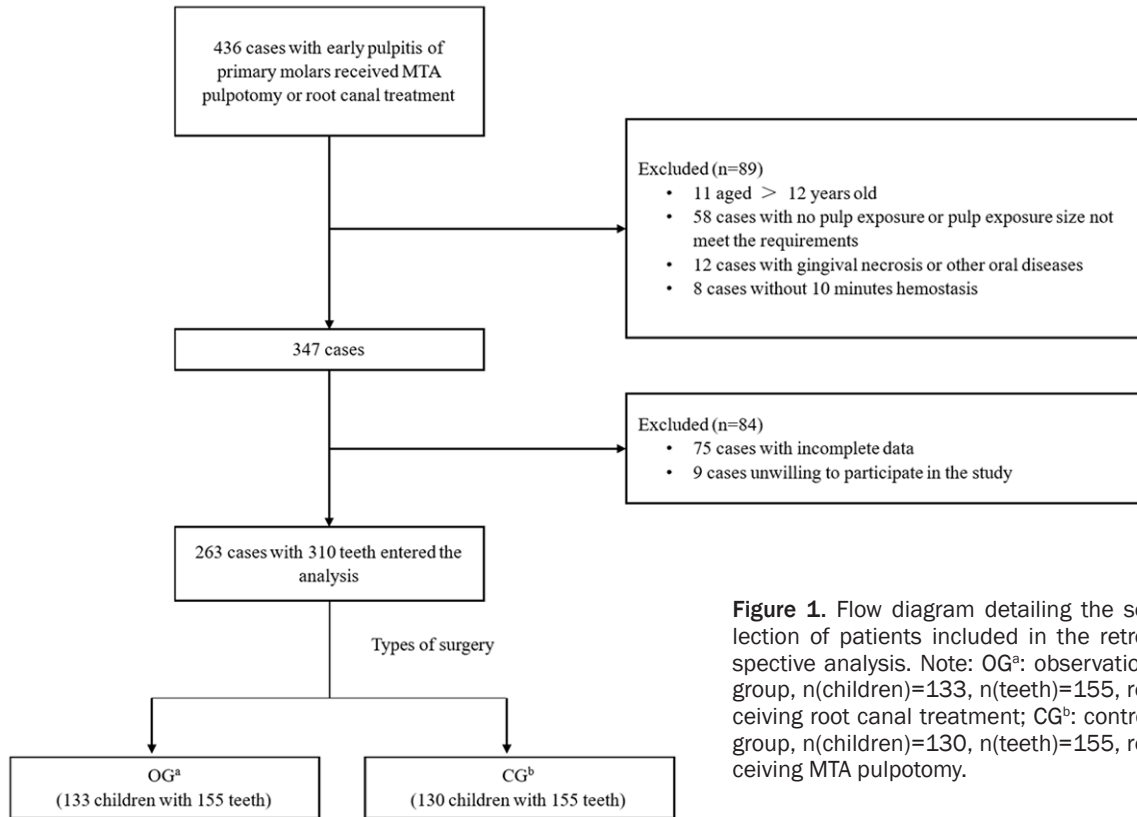 436 cases with early pulpitis of
primary molars received MTA
pulpotomy or root canal treatment
Excluded (n=89)
• 11 aged > 12 years old
• 58 cases with no pulp exposure or pulp exposure size not
meet the requirements
• 12 cases with gingival necrosis or other oral diseases
• 8 cases without 10 minutes hemostasis
347 cases
Excluded (n=84)
• 75 cases with incomplete data
• 9 cases unwilling to participate in the study
263 cases with 310 teeth entered the
analysis
Types of surgery
OGᵃ
(133 children with 155 teeth)
CGᵇ
(130 children with 155 teeth)
Figure 1. Flow diagram detailing the se
lection of patients included in the retro
spective analysis. Note: OGᵃ: observation
group, n(children)=133, n(teeth)=155, re
ceiving root canal treatment; CGᵇ: contro
group, n(children)=130, n(teeth)=155, re
ceiving MTA pulpotomy.